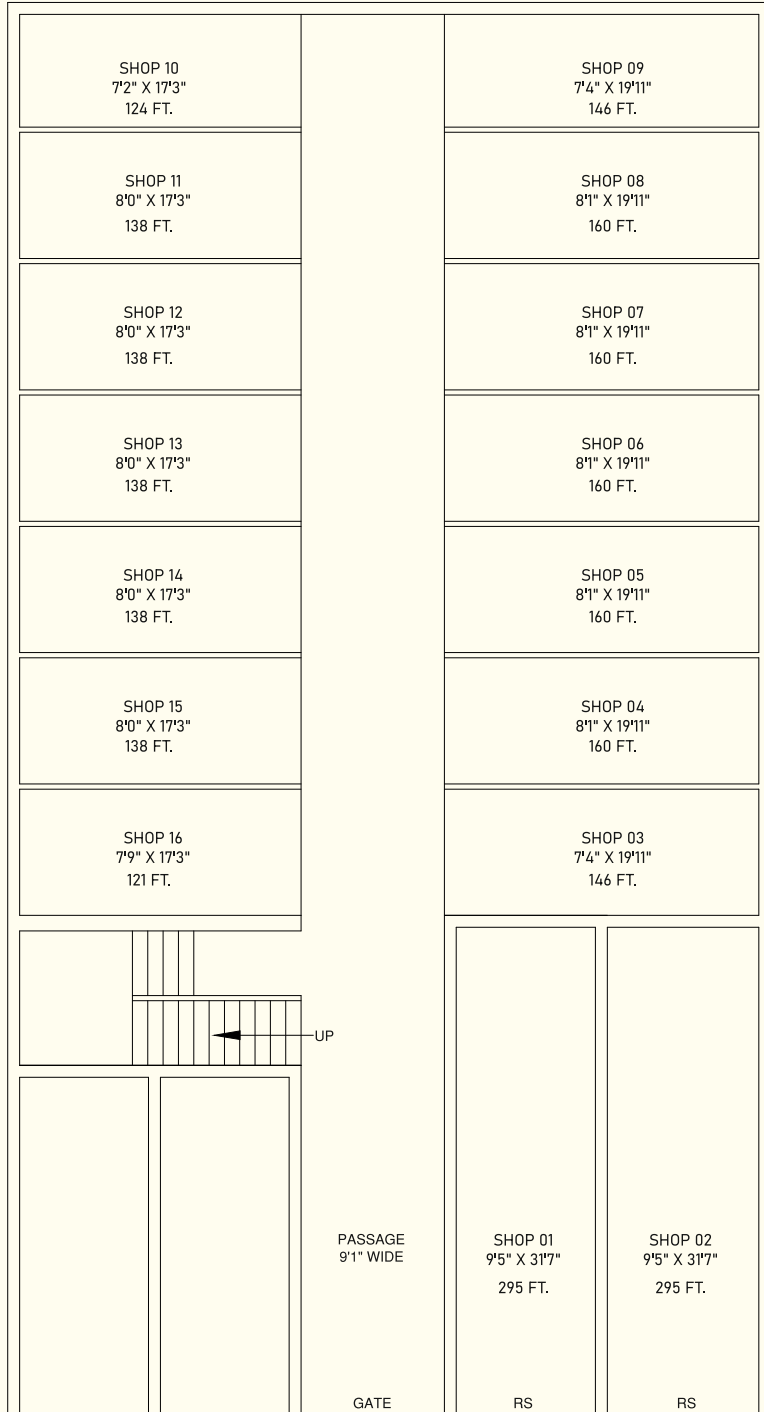 SHOP 10
7'2" X 17'3"
124 FT.
SHOP 09
7'4" X 19'11"
146 FT.
SHOP 11
8'0" X 17'3"
138 FT.
SHOP 08
8'1" X 19'11"
160 FT.
SHOP 12
8'0" X 17'3"
138 FT.
SHOP 07
8'1" X 19'11"
160 FT.
SHOP 13
8'0" X 17'3"
138 FT.
SHOP 06
8'1" X 19'11"
160 FT.
SHOP 14
8'0" X 17'3"
138 FT.
SHOP 05
8'1" X 19'11"
160 FT.
SHOP 15
8'0" X 17'3"
138 FT.
SHOP 04
8'1" X 19'11"
160 FT.
SHOP 16
7'9" X 17'3"
121 FT.
SHOP 03
7'4" X 19'11"
146 FT.
UP
PASSAGE
9'1" WIDE
SHOP 01
9'5" X 31'7"
295 FT.
SHOP 02
9'5" X 31'7"
295 FT.
GATE
RS
RS